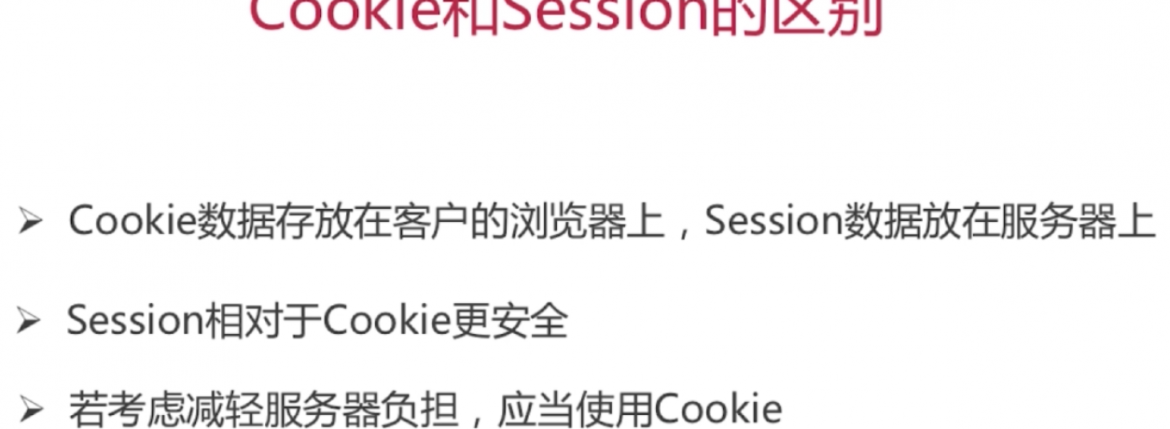 Cookie和Session的区别
➢ Cookie数据存放在客户的浏览器上，Session数据放在服务器上
➢ Session相对于Cookie更安全
➢ 若考虑减轻服务器负担，应当使用Cookie